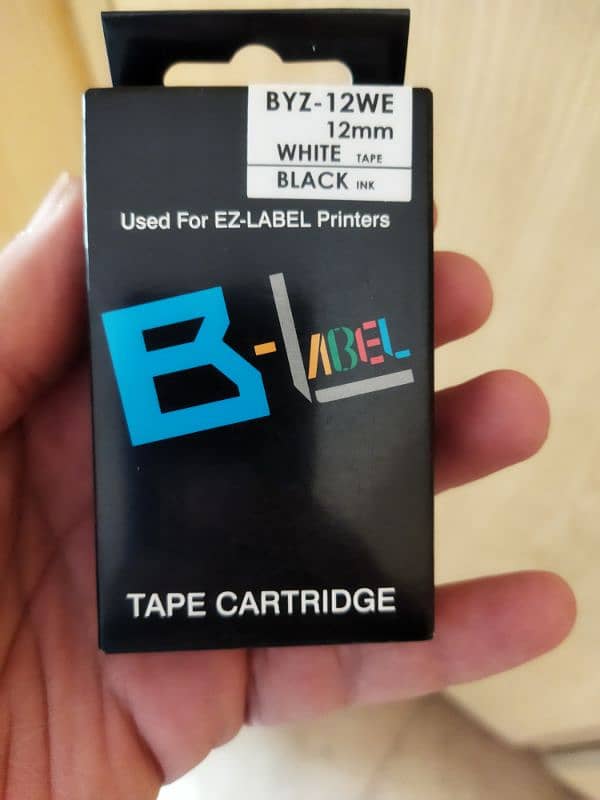 BYZ-12WE
12mm
WHITE TAPE
BLACK INK
Used For EZ-LABEL Printers
B-LABEL
TAPE CARTRIDGE